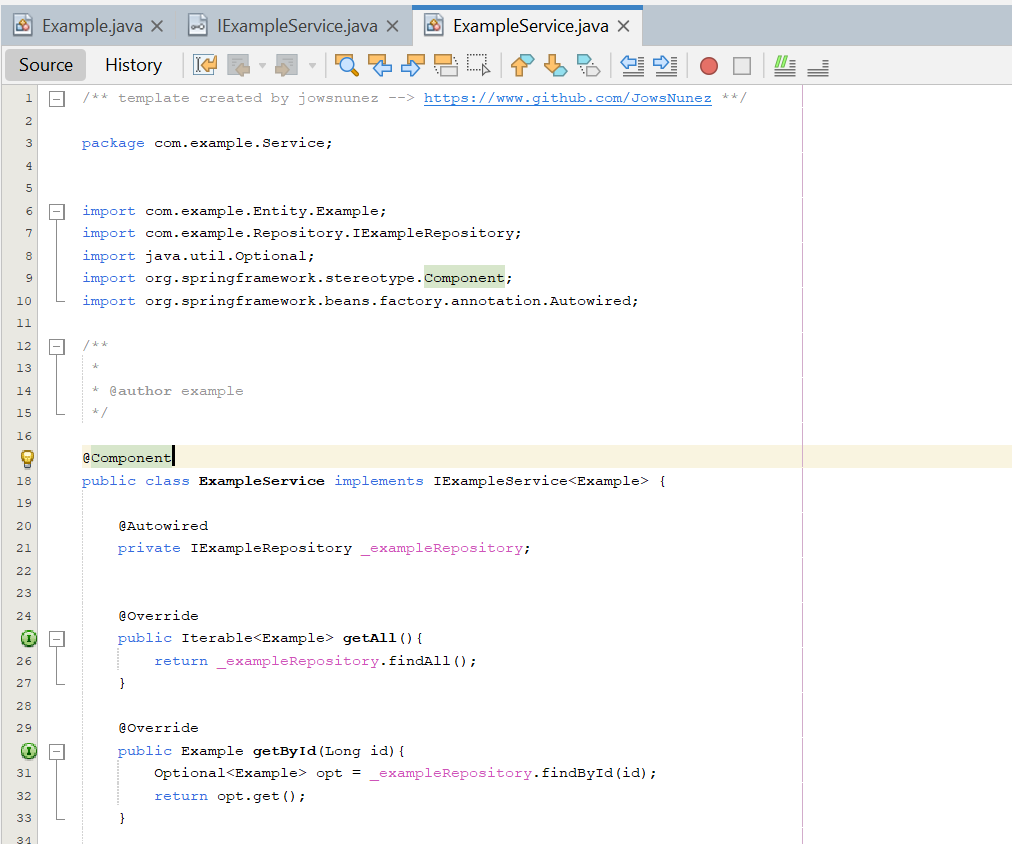 Example.java
IExampleService.java
ExampleService.java
Source History
1 /** template created by jowsnunez --> https://www.github.com/JowsNunez **/
2
3 package com.example.Service;
4
5
6 import com.example.Entity.Example;
7 import com.example.Repository.IExampleRepository;
8 import java.util.Optional;
9 import org.springframework.stereotype.Component;
10 import org.springframework.beans.factory.annotation.Autowired;
11
12 /**
13 *
14 * @author example
15 */
16
@Component
18 public class ExampleService implements IExampleService<Example> {
19
20 @Autowired
21 private IExampleRepository _exampleRepository;
22
23
24 @Override
public Iterable<Example> getAll(){
26 return _exampleRepository.findAll();
27 }
28
29 @Override
public Example getById(Long id){
31 Optional<Example> opt = _exampleRepository.findById(id);
32 return opt.get();
33 }
34